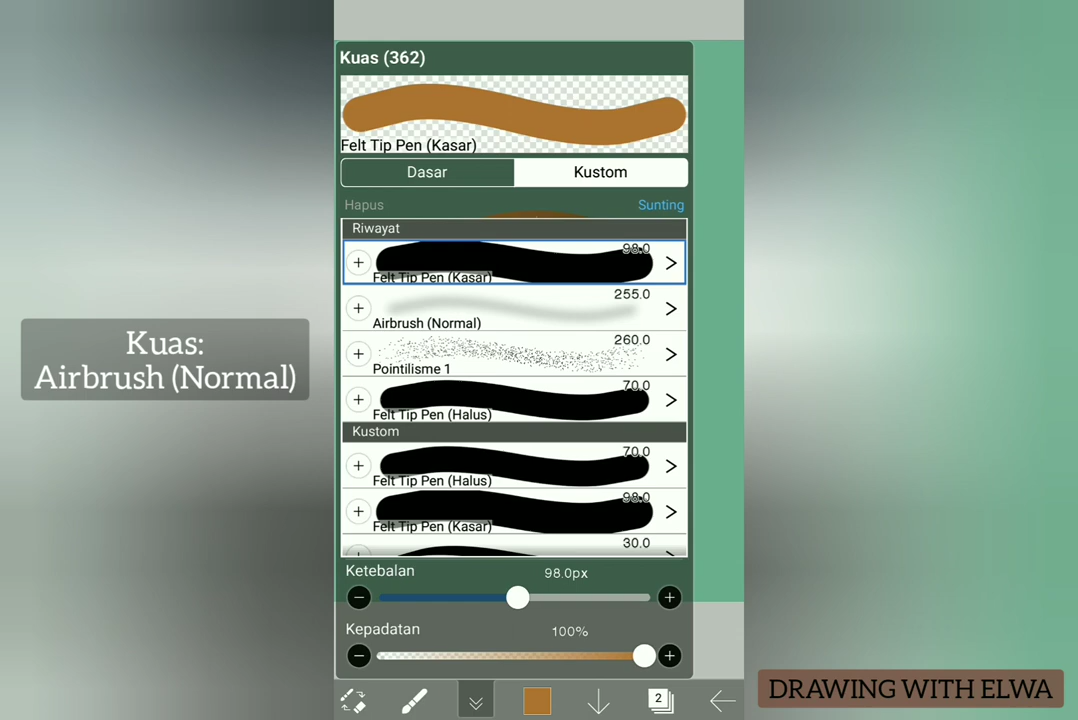 Kuas (362)
Felt Tip Pen (Kasar)
Dasar
Kustom
Hapus
Sunting
Riwayat
98.0
Felt Tip Pen (Kasar)
255.0
Airbrush (Normal)
260.0
Pointilisme 1
70.0
Felt Tip Pen (Halus)
Kustom
70.0
Felt Tip Pen (Halus)
98.0
Felt Tip Pen (Kasar)
30.0
Ketebalan
98.0px
Kepadatan
100%
2
Kuas:
Airbrush (Normal)
DRAWING WITH ELWA